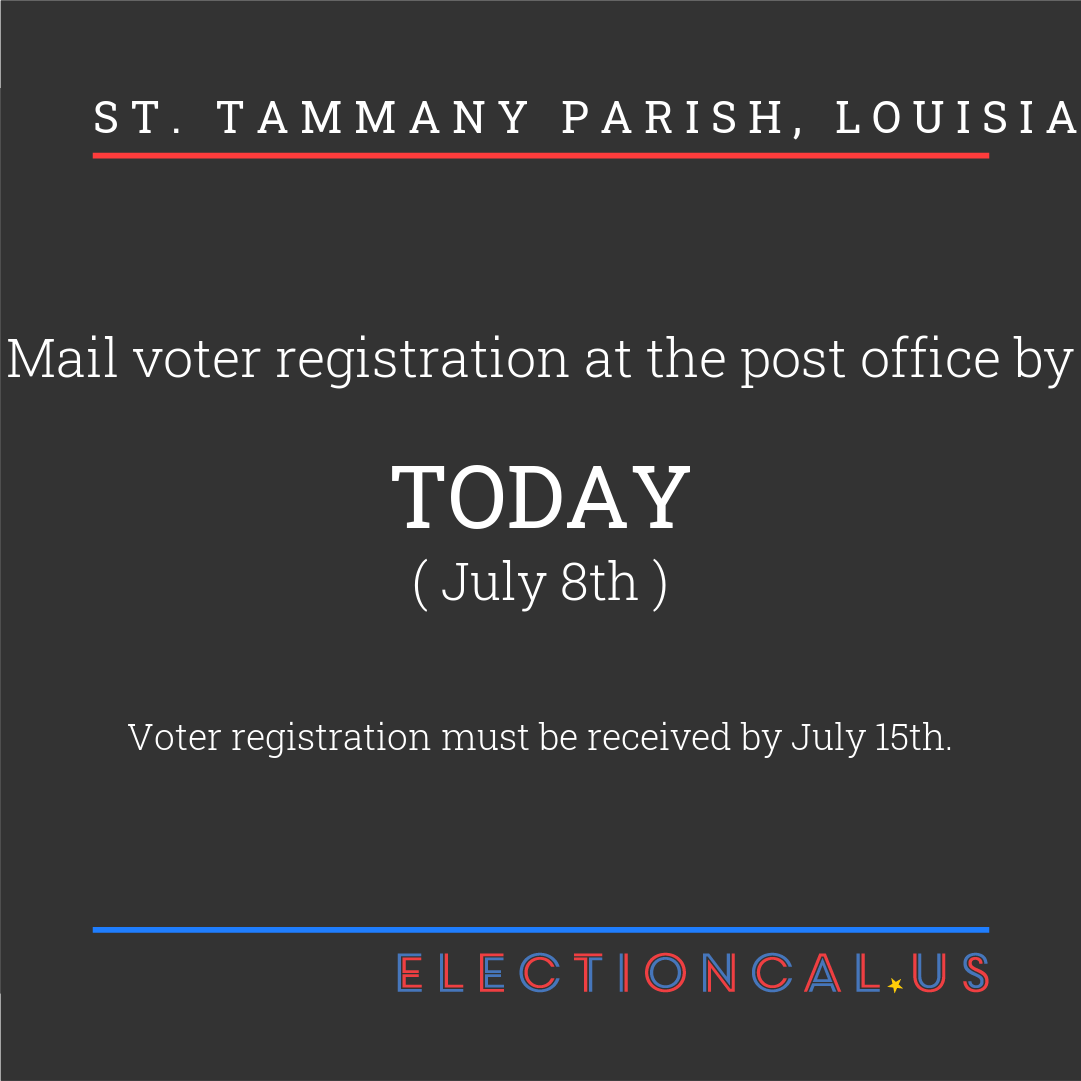 ST. TAMMANY PARISH, LOUISIA
Mail voter registration at the post office by
TODAY
( July 8th )
Voter registration must be received by July 15th.
ELECTIONCAL.US